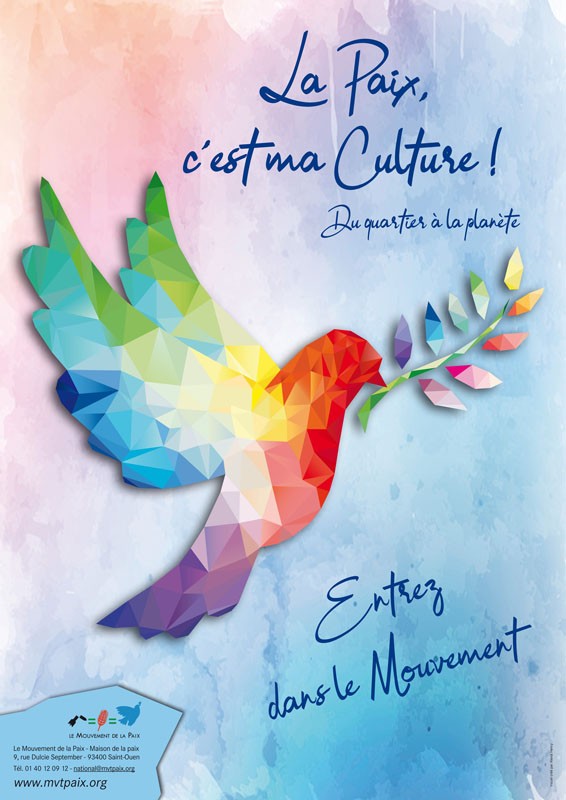 La Paix,
c'est ma Culture !
Du quartier à la planète
Entrez
dans le Mouvement
LE MOUVEMENT DE LA PAIX
Le Mouvement de la Paix - Maison de la paix
9, rue Dulcie September - 93400 Saint-Ouen
Tél. 01 40 12 09 12 - national@mvtpaix.org
www.mvtpaix.org